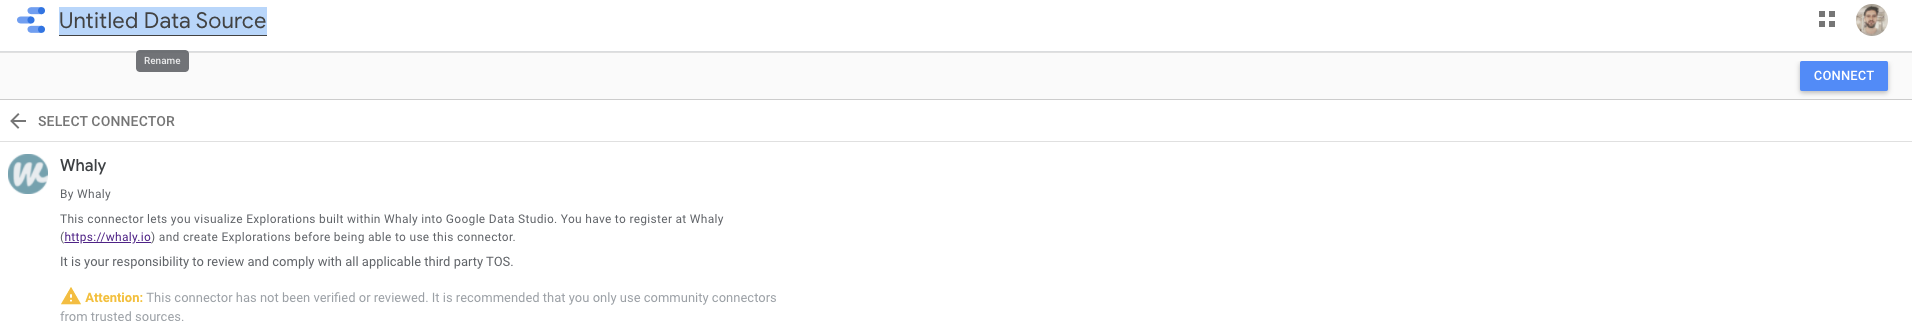 Untitled Data Source
Rename
CONNECT
SELECT CONNECTOR
Whaly
By Whaly
This connector lets you visualize Explorations built within Whaly into Google Data Studio. You have to register at Whaly
(https://whaly.io) and create Explorations before being able to use this connector.
It is your responsibility to review and comply with all applicable third party TOS.
Attention: This connector has not been verified or reviewed. It is recommended that you only use community connectors
from trusted sources.